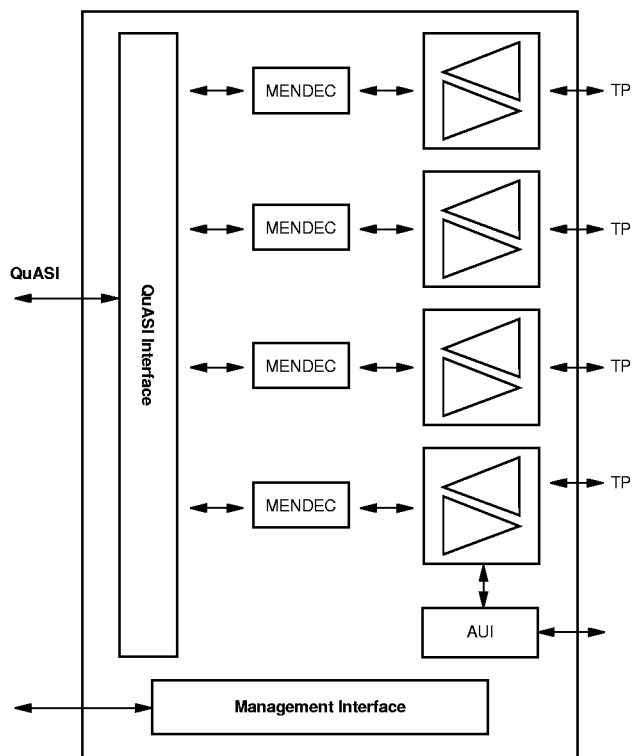 MENDEC
TP
MENDEC
TP
QuASI
QuASI Interface
MENDEC
TP
MENDEC
TP
AUI
Management Interface